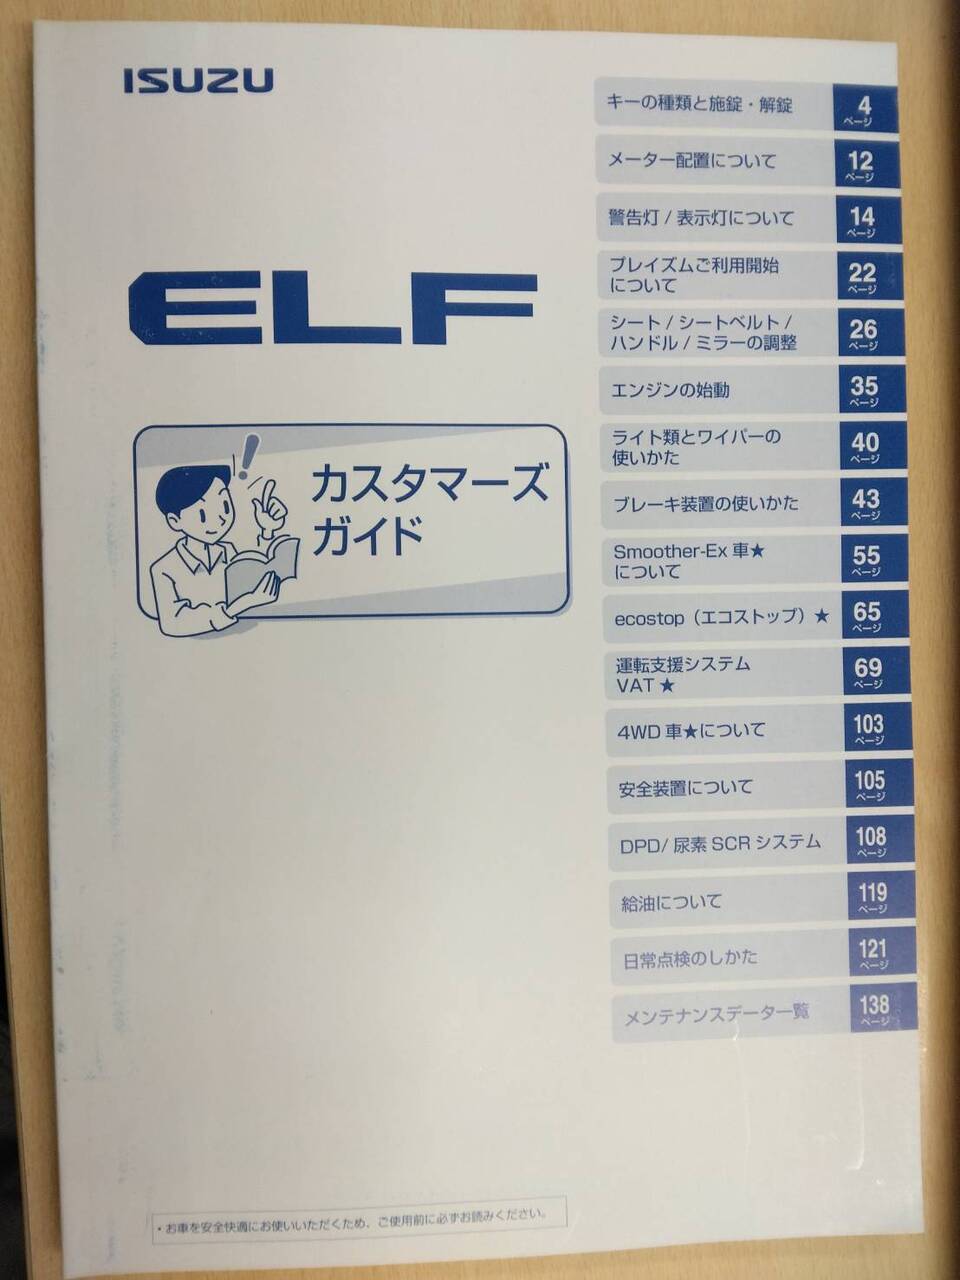 ISUZU
ELF
カスタマーズ
ガイド
キーの種類と施錠・解錠
4
ページ
メーター配置について
12
ページ
警告灯/表示灯について
14
ページ
プレイズムご利用開始
について
22
ページ
シート/シートベルト/
ハンドル/ミラーの調整
26
ページ
エンジンの始動
35
ページ
ライト類とワイパーの
使いかた
40
ページ
ブレーキ装置の使いかた
43
ページ
Smoother-Ex 車★
について
55
ページ
ecostop(エコストップ)★
65
ページ
運転支援システム
VAT★
69
ページ
4WD 車★について
103
ページ
安全装置について
105
ページ
DPD/尿素 SCR システム
108
ページ
給油について
119
ページ
日常点検のしかた
121
ページ
メンテナンスデータ一覧
138
ページ
・お車を安全快適にお使いいただくため、ご使用前に必ずお読みください。